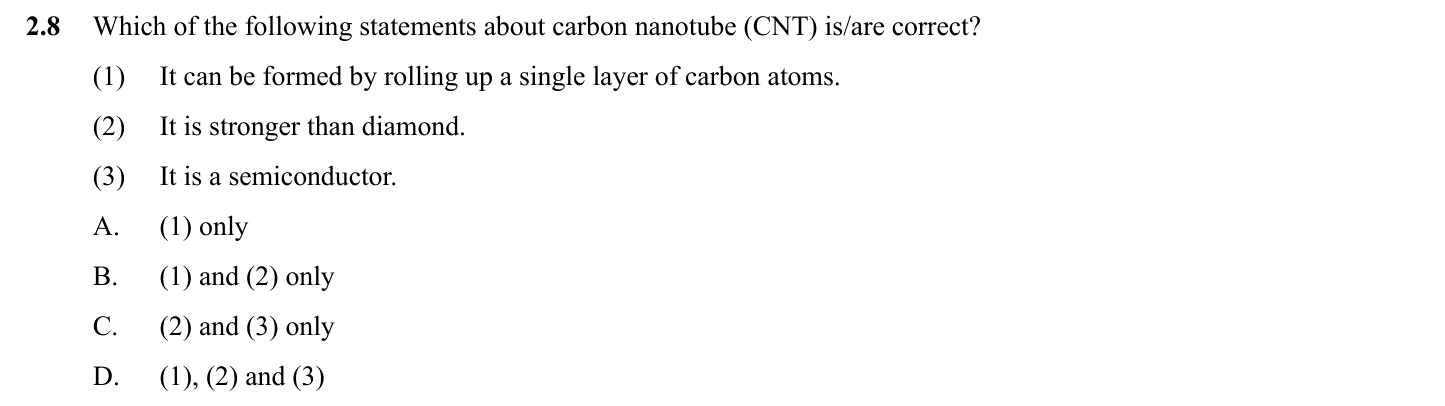 2.8 Which of the following statements about carbon nanotube (CNT) is/are correct?
(1) It can be formed by rolling up a single layer of carbon atoms.
(2) It is stronger than diamond.
(3) It is a semiconductor.
A. (1) only
B. (1) and (2) only
C. (2) and (3) only
D. (1), (2) and (3)